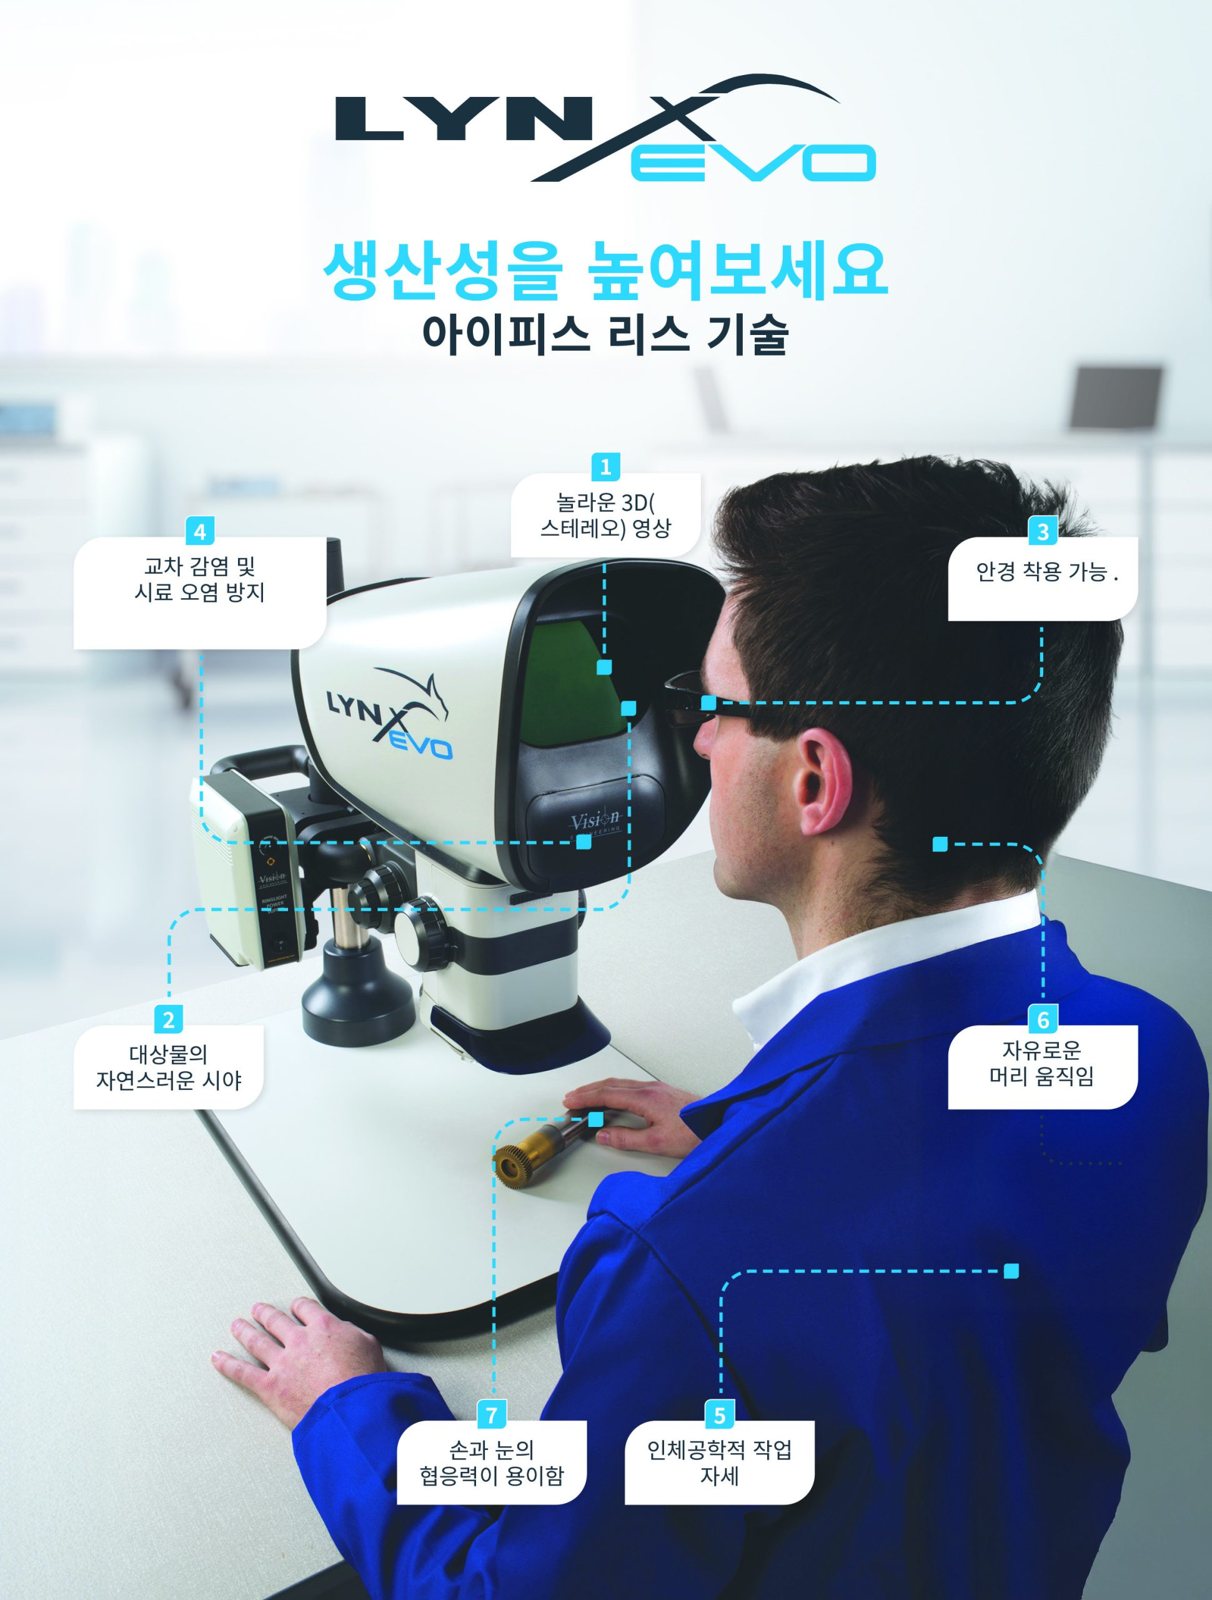 LYNX
EVO
생산성을 높여보세요
아이피스 리스 기술
1
놀라운 3D(
스테레오) 영상
4
교차 감염 및
시료 오염 방지
3
안경 착용 가능 .
LYNX
EVO
Vision
ENGINEERING
Vision
RINGLIGHT
POWER
2
대상물의
자연스러운 시야
6
자유로운
머리 움직임
7
손과 눈의
협응력이 용이함
5
인체공학적 작업
자세